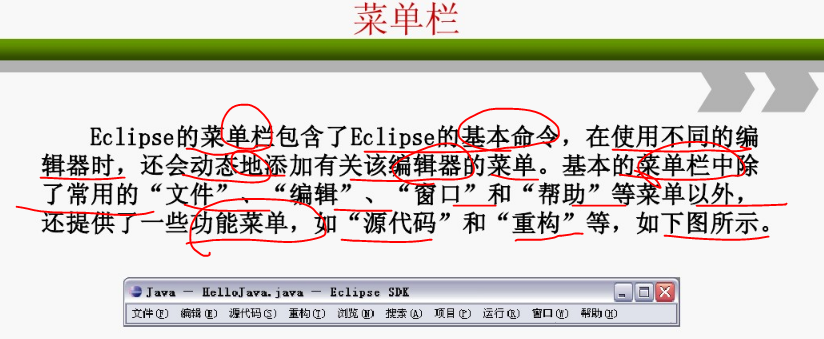 菜单栏
Eclipse的菜单栏包含了Eclipse的基本命令，在使用不同的编
辑器时，还会动态地添加有关该编辑器的菜单。基本的菜单栏中除
了常用的“文件”、“编辑”、“窗口”和“帮助”等菜单以外，
还提供了一些功能菜单，如“源代码”和“重构”等，如下图所示。
Java - HelloJava.java - Eclipse SDK
文件(F) 编辑(E) 源代码(S) 重构(T) 浏览(N) 搜索(A) 项目(P) 运行(R) 窗口(W) 帮助(H)